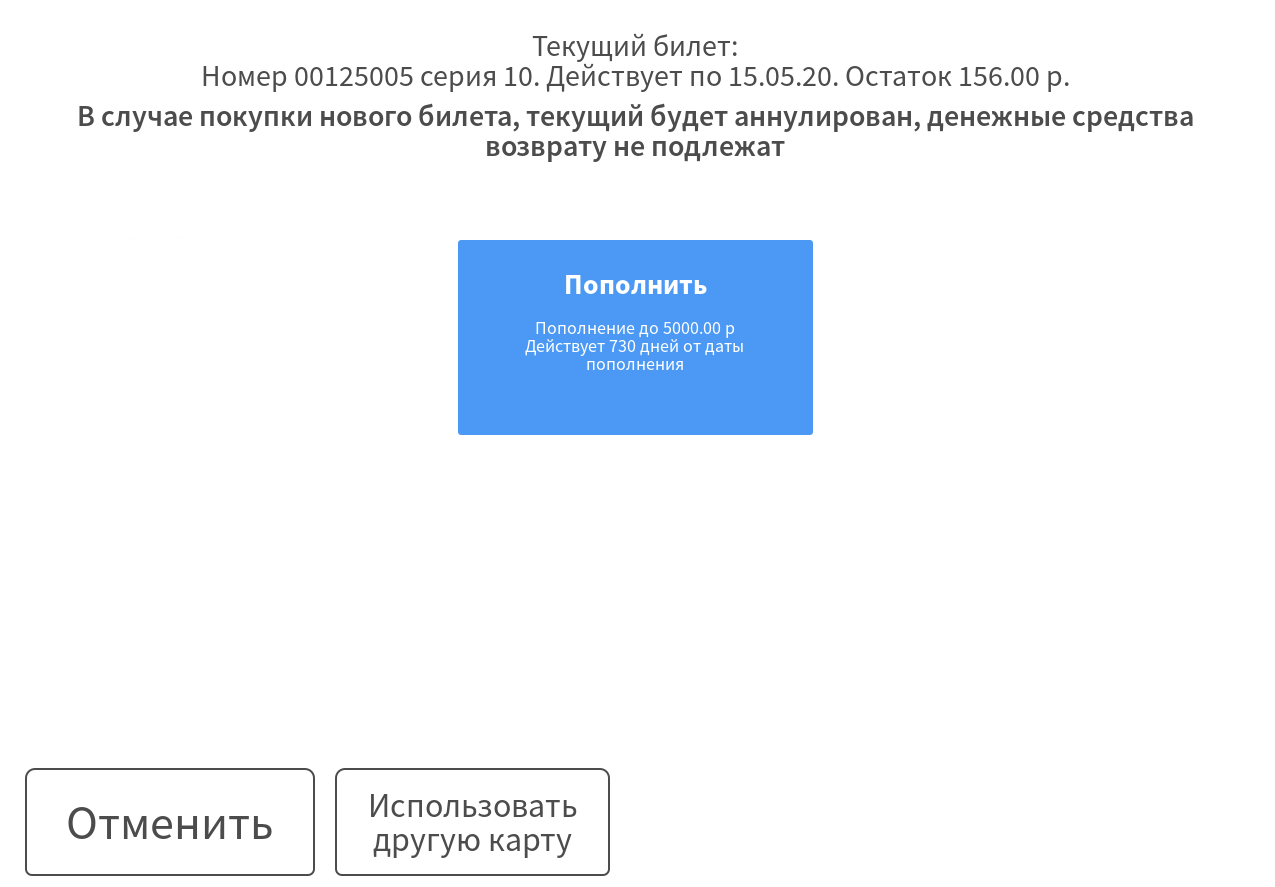 Текущий билет:
Номер 00125005 серия 10. Действует по 15.05.20. Остаток 156.00 р.
В случае покупки нового билета, текущий будет аннулирован, денежные средства
возврату не подлежат
Пополнить
Пополнение до 5000.00 р
Действует 730 дней от даты
пополнения
Отменить
Использовать
другую карту